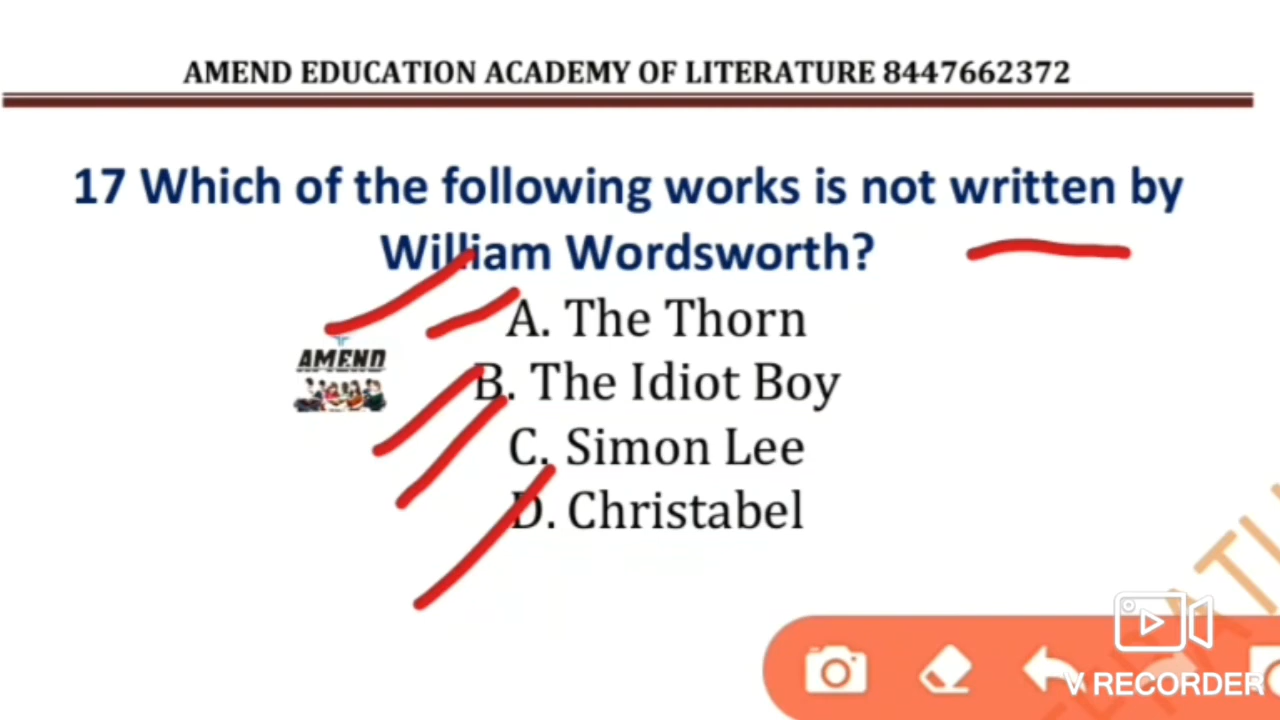 AMEND EDUCATION ACADEMY OF LITERATURE 8447662372
17 Which of the following works is not written by
William Wordsworth?
A. The Thorn
AMEND
B. The Idiot Boy
C. Simon Lee
D. Christabel
V RECORDER